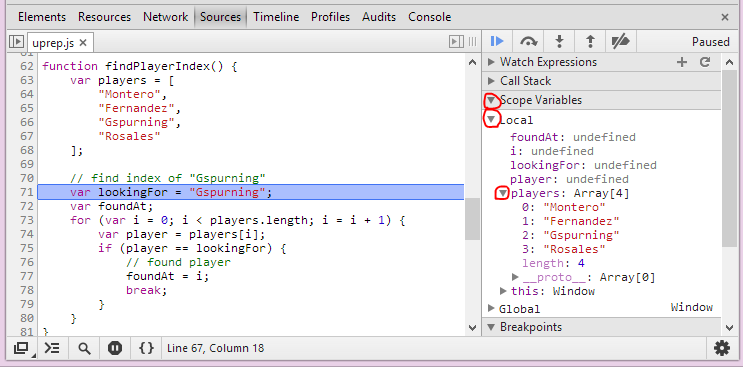 Elements Resources Network Sources Timeline Profiles Audits Console
uprep.js × Paused
61
62 function findPlayerIndex() {
63 var players = [
64 "Montero",
65 "Fernandez",
66 "Gspurning",
67 "Rosales"
68 ];
69
70 // find index of "Gspurning"
71 var lookingFor = "Gspurning";
72 var foundAt;
73 for (var i = 0; i < players.length; i = i + 1) {
74 var player = players[i];
75 if (player == lookingFor) {
76 // found player
77 foundAt = i;
78 break;
79 }
80 }
81 }
Watch Expressions
Call Stack
Scope Variables
Local
foundAt: undefined
i: undefined
lookingFor: undefined
player: undefined
players: Array[4]
0: "Montero"
1: "Fernandez"
2: "Gspurning"
3: "Rosales"
length: 4
__proto__: Array[0]
this: Window
Global Window
Breakpoints
{} Line 67, Column 18